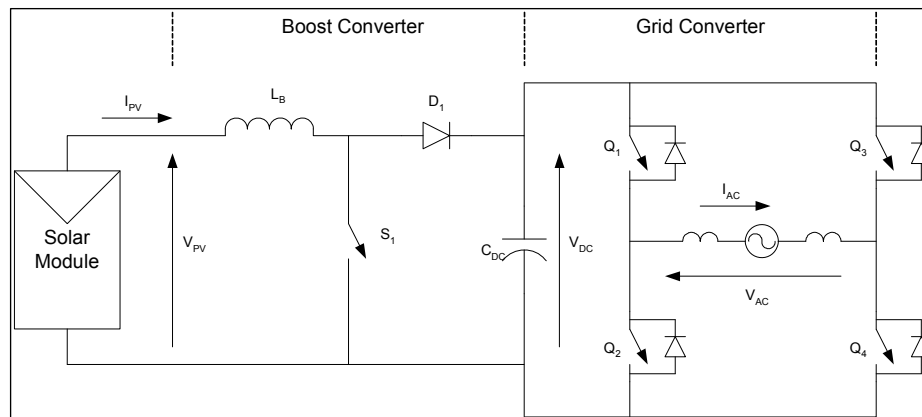 Boost Converter
Grid Converter
I_PV
L_B
D_1
Q_1
Q_3
I_AC
Solar
Module
V_PV
S_1
C_DC
V_DC
V_AC
Q_2
Q_4